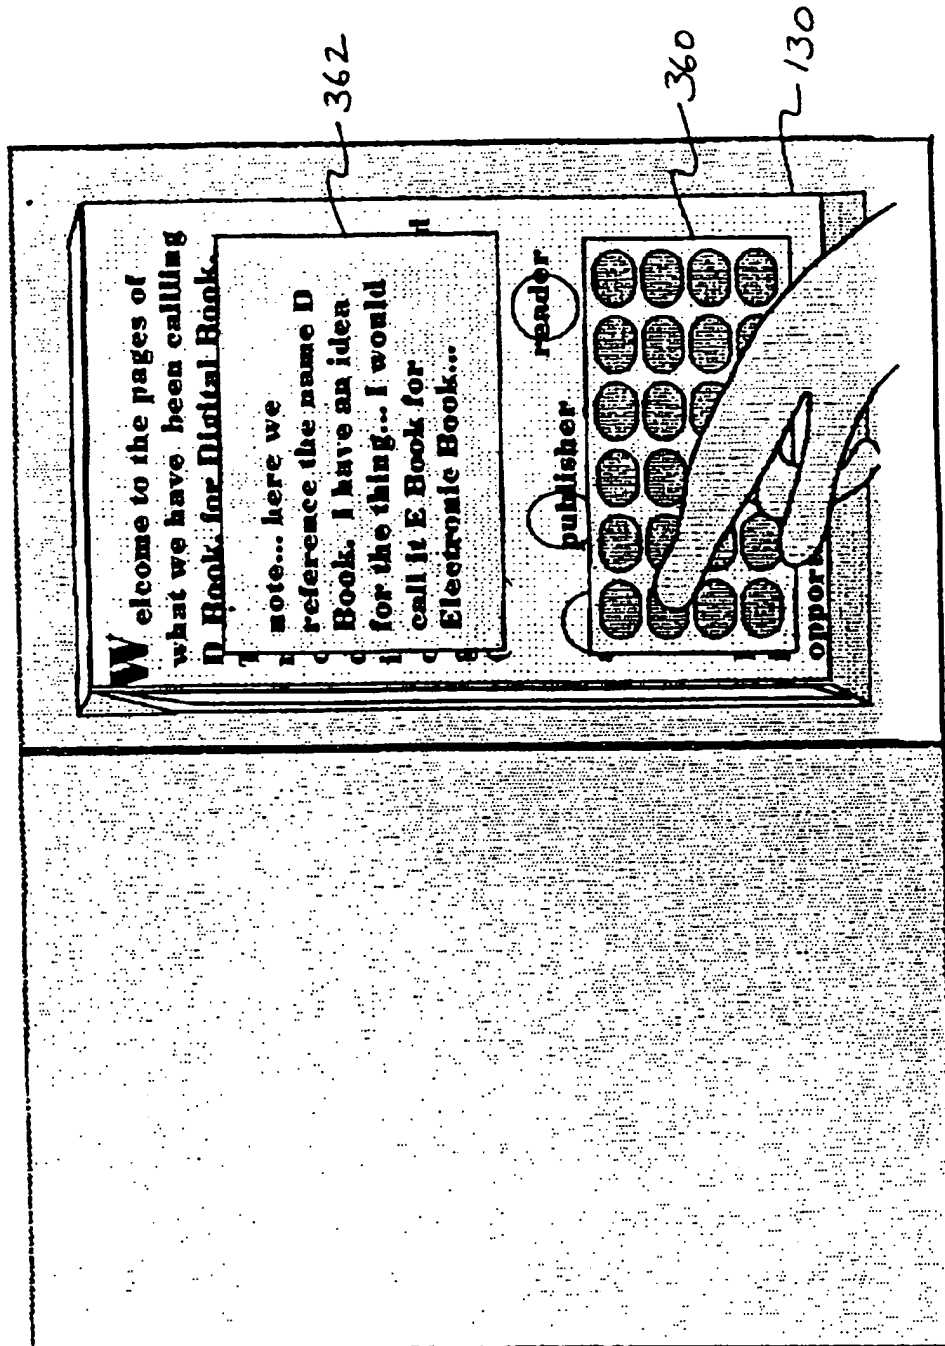 Welcome to the pages of
what we have been callling
D Book, for Digital Book.
note... here we
reference the name D
Book. I have an idea
for the thing... I would
call it E Book for
Electronic Book...
publisher reader
opport
362
360
130